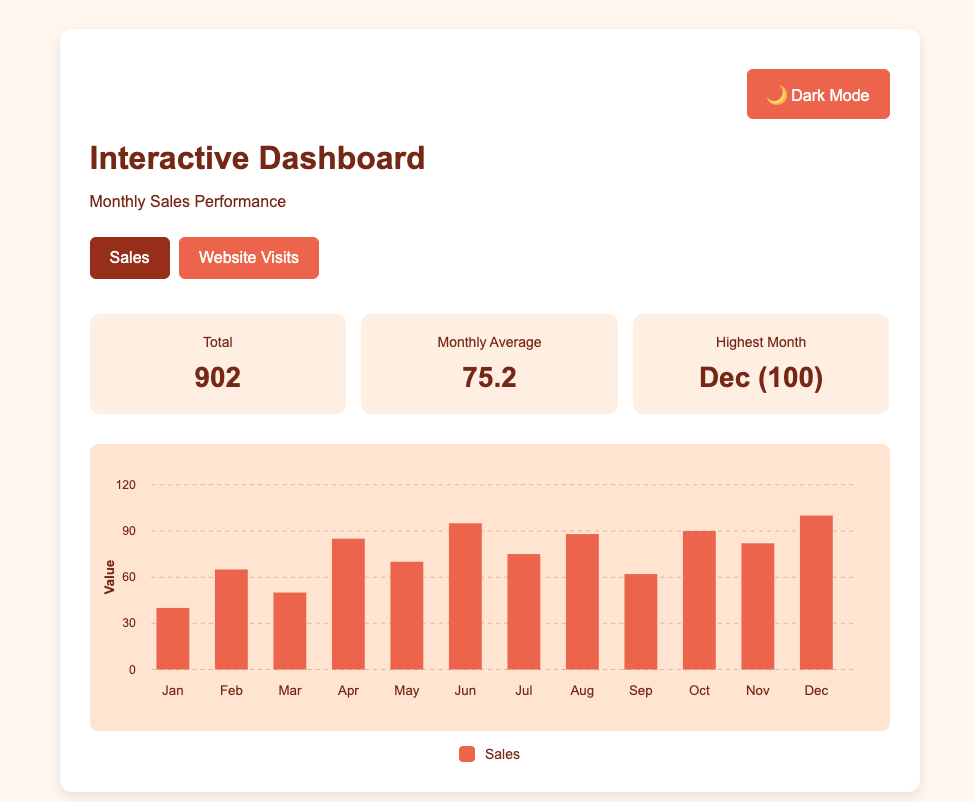 🌙 Dark Mode
Interactive Dashboard
Monthly Sales Performance
Sales
Website Visits
Total
902
Monthly Average
75.2
Highest Month
Dec (100)
120
90
60
30
0
Value
Jan Feb Mar Apr May Jun Jul Aug Sep Oct Nov Dec
Sales